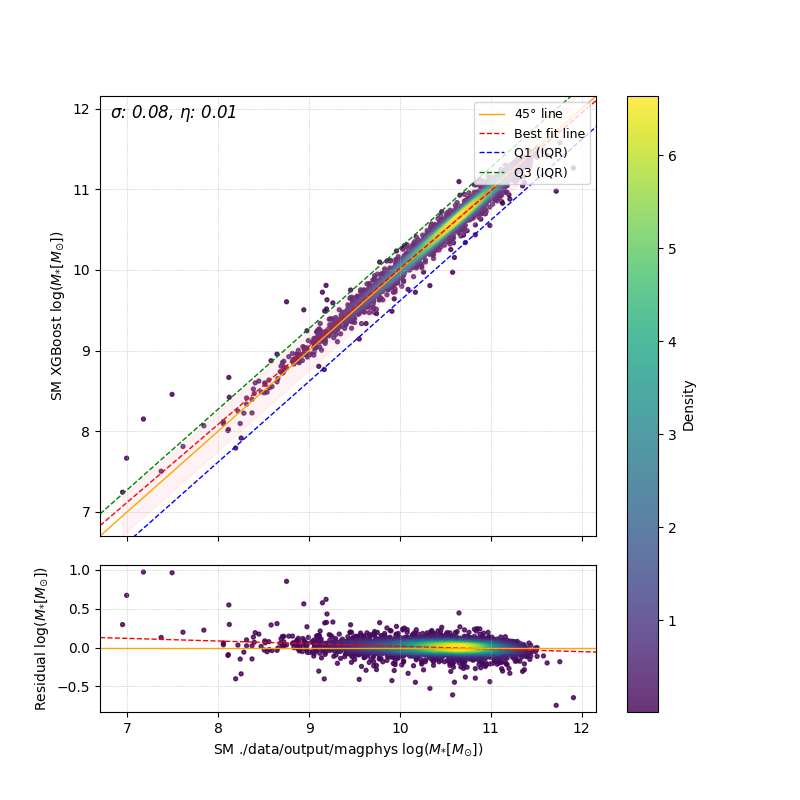 σ: 0.08, η: 0.01
45° line
Best fit line
Q1 (IQR)
Q3 (IQR)
12
11
10
9
8
7
SM XGBoost log(M*[M⊙])
6
5
4
3
2
1
Density
1.0
0.5
0.0
−0.5
Residual log(M*[M⊙])
7 8 9 10 11 12
SM ./data/output/magphys log(M*[M⊙])